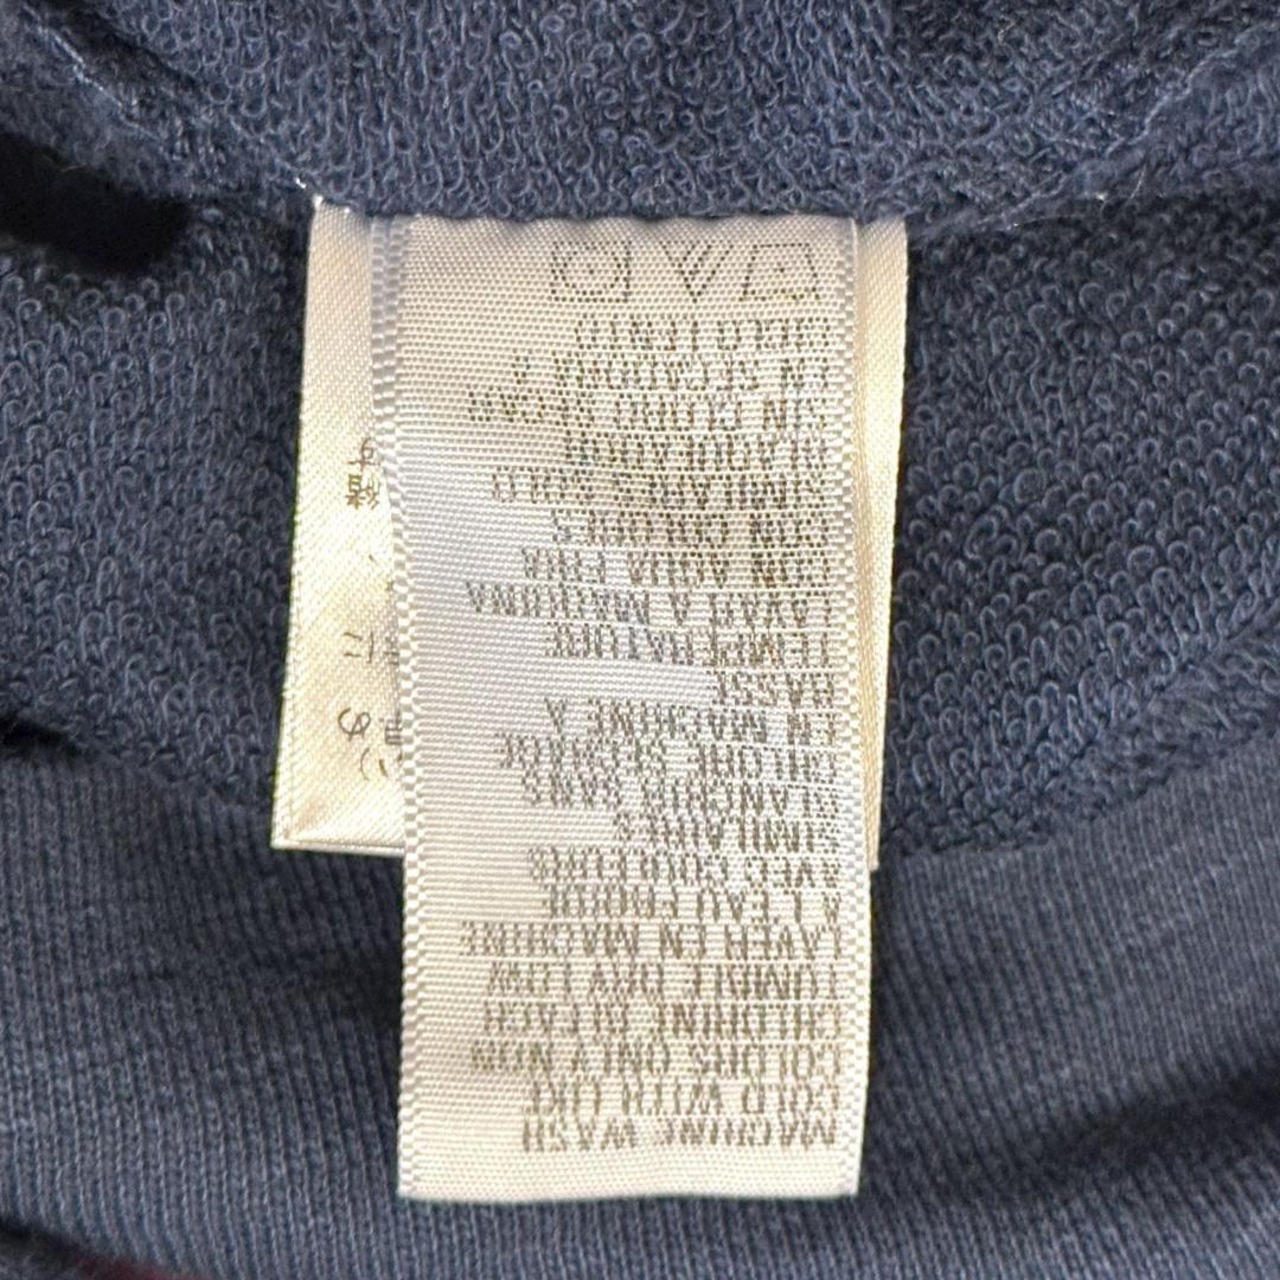 MACHINE WASH
COLD WITH LIKE
COLORS ONLY NON
CHLORINE BLEACH
TUMBLE DRY LOW
LAVER EN MACHINE
A L'EAU FROIDE
AVEC COULEURS
SIMILAIRES
BLANCHIR SANS
CHLORE SECHAGE
EN MACHINE A
BASSE
TEMPERATURE
LAVAR A MAQUINA
CON AGUA FRIA
CON COLORES
SIMILARES SOLO
BLANQUEADOR
SIN CLORO SECAR
EN SECADORA A
CICLO LENTO